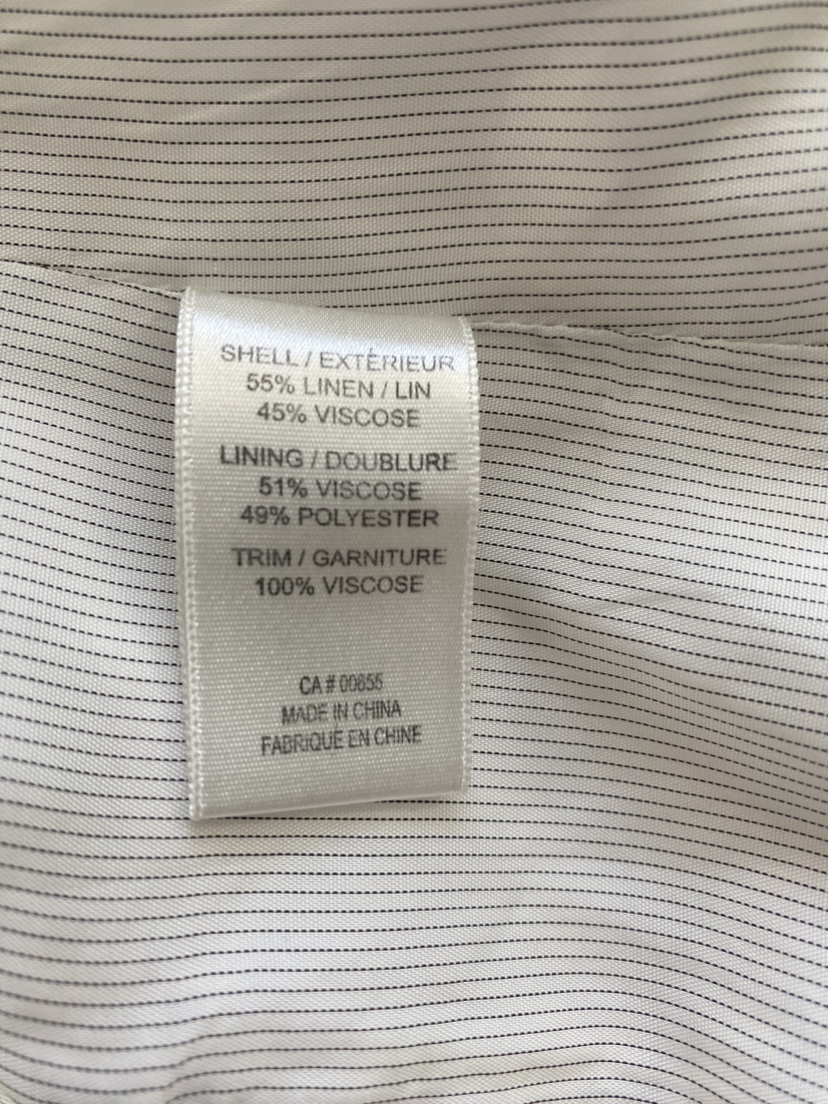 SHELL / EXTÉRIEUR
55% LINEN / LIN
45% VISCOSE
LINING / DOUBLURE
51% VISCOSE
49% POLYESTER
TRIM / GARNITURE
100% VISCOSE
CA # 00655
MADE IN CHINA
FABRIQUÉ EN CHINE